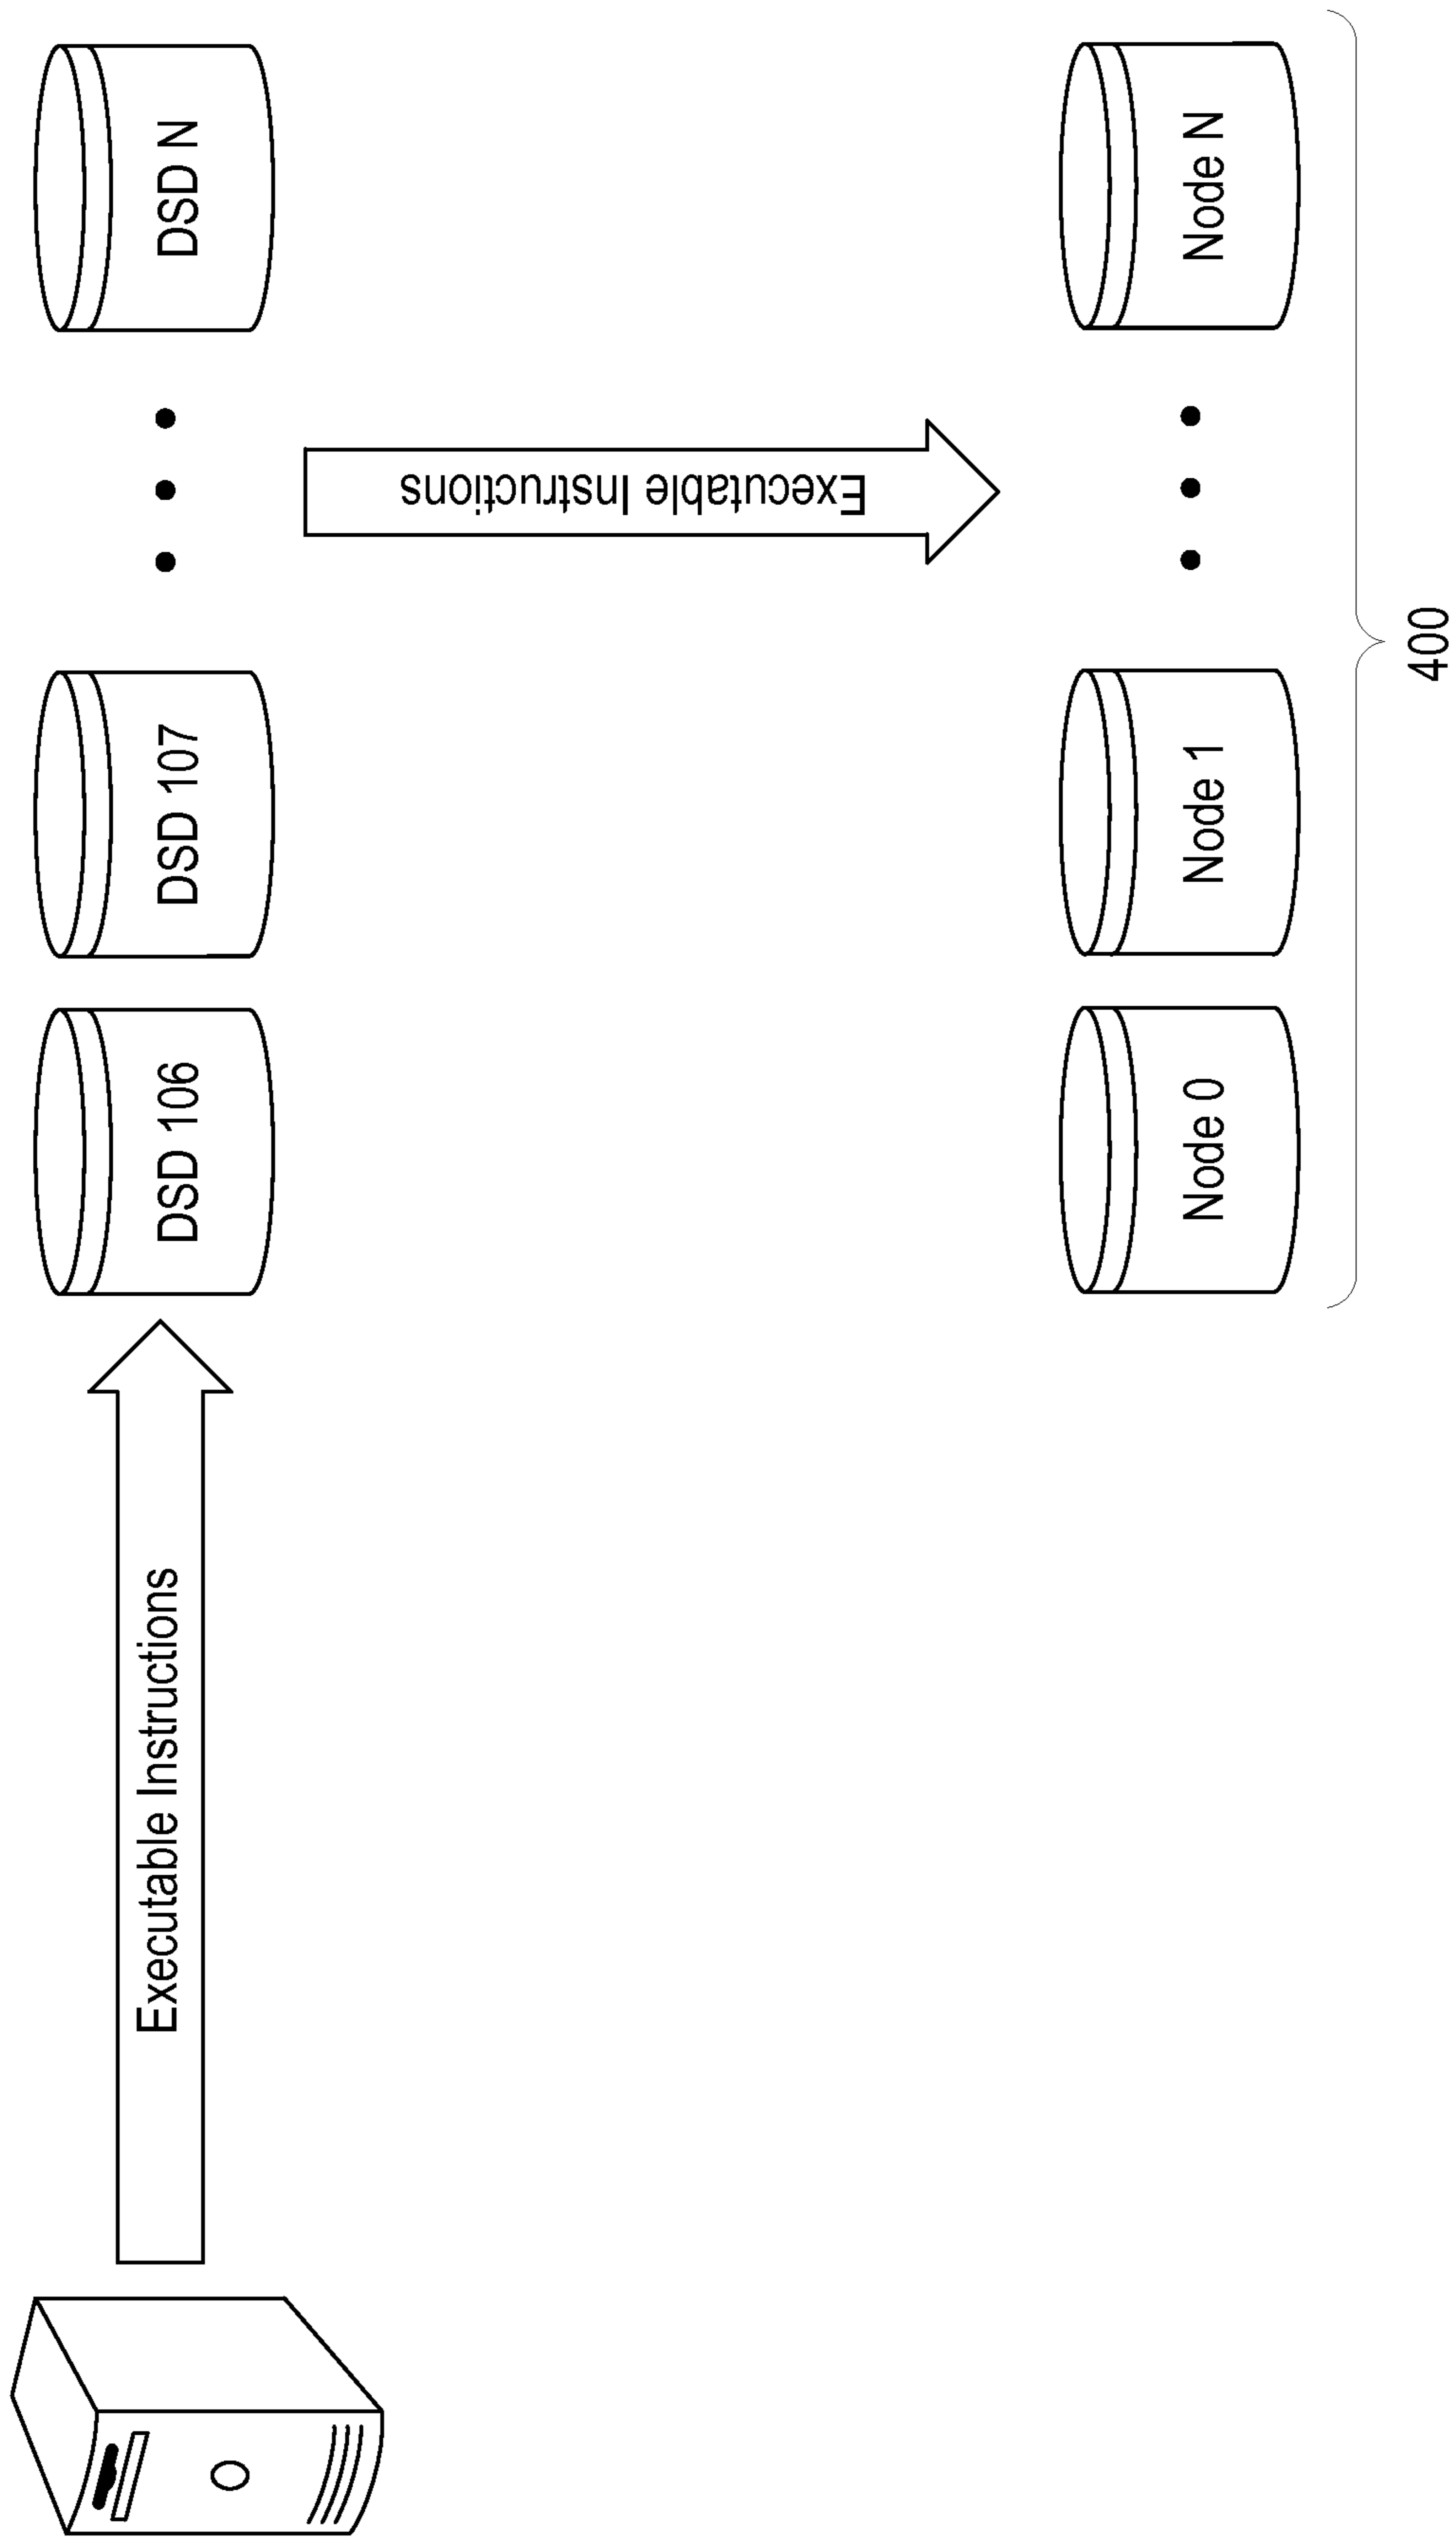 Executable Instructions
DSD 106
DSD 107
DSD N
Executable Instructions
Node 0
Node 1
Node N
400